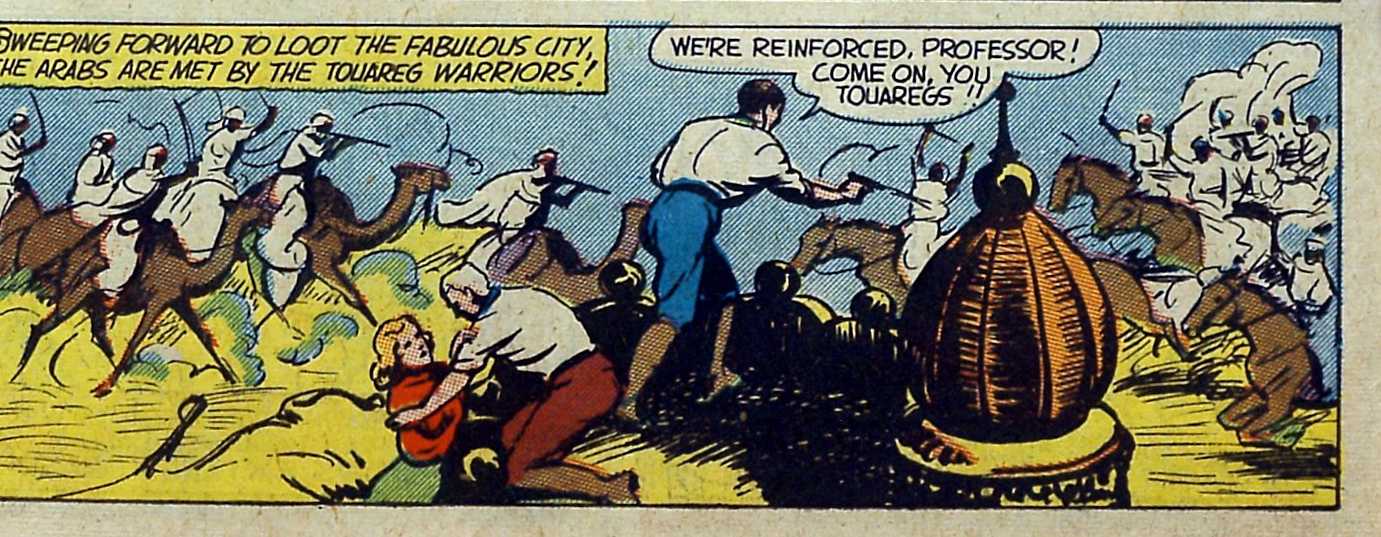 SWEEPING FORWARD TO LOOT THE FABULOUS CITY,
THE ARABS ARE MET BY THE TOUAREG WARRIORS!
WE'RE REINFORCED, PROFESSOR!
COME ON, YOU
TOUAREGS!!